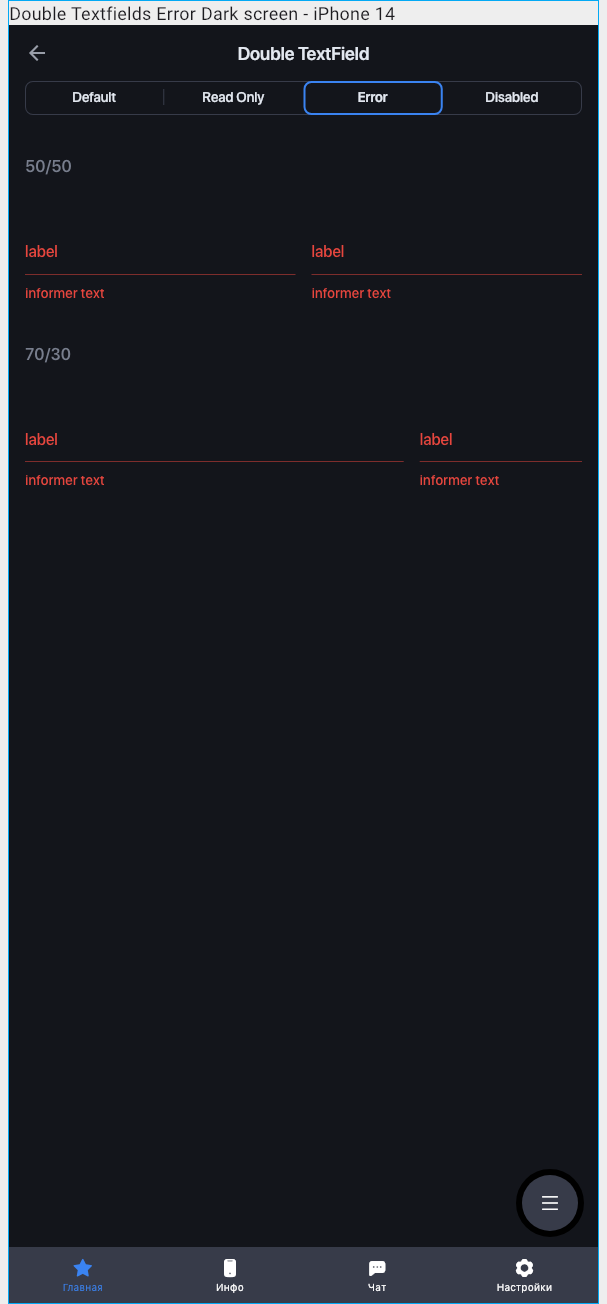 Double Textfields Error Dark screen - iPhone 14
Double TextField
Default Read Only Error Disabled
50/50
label label
informer text informer text
70/30
label label
informer text informer text
Главная Инфо Чат Настройки